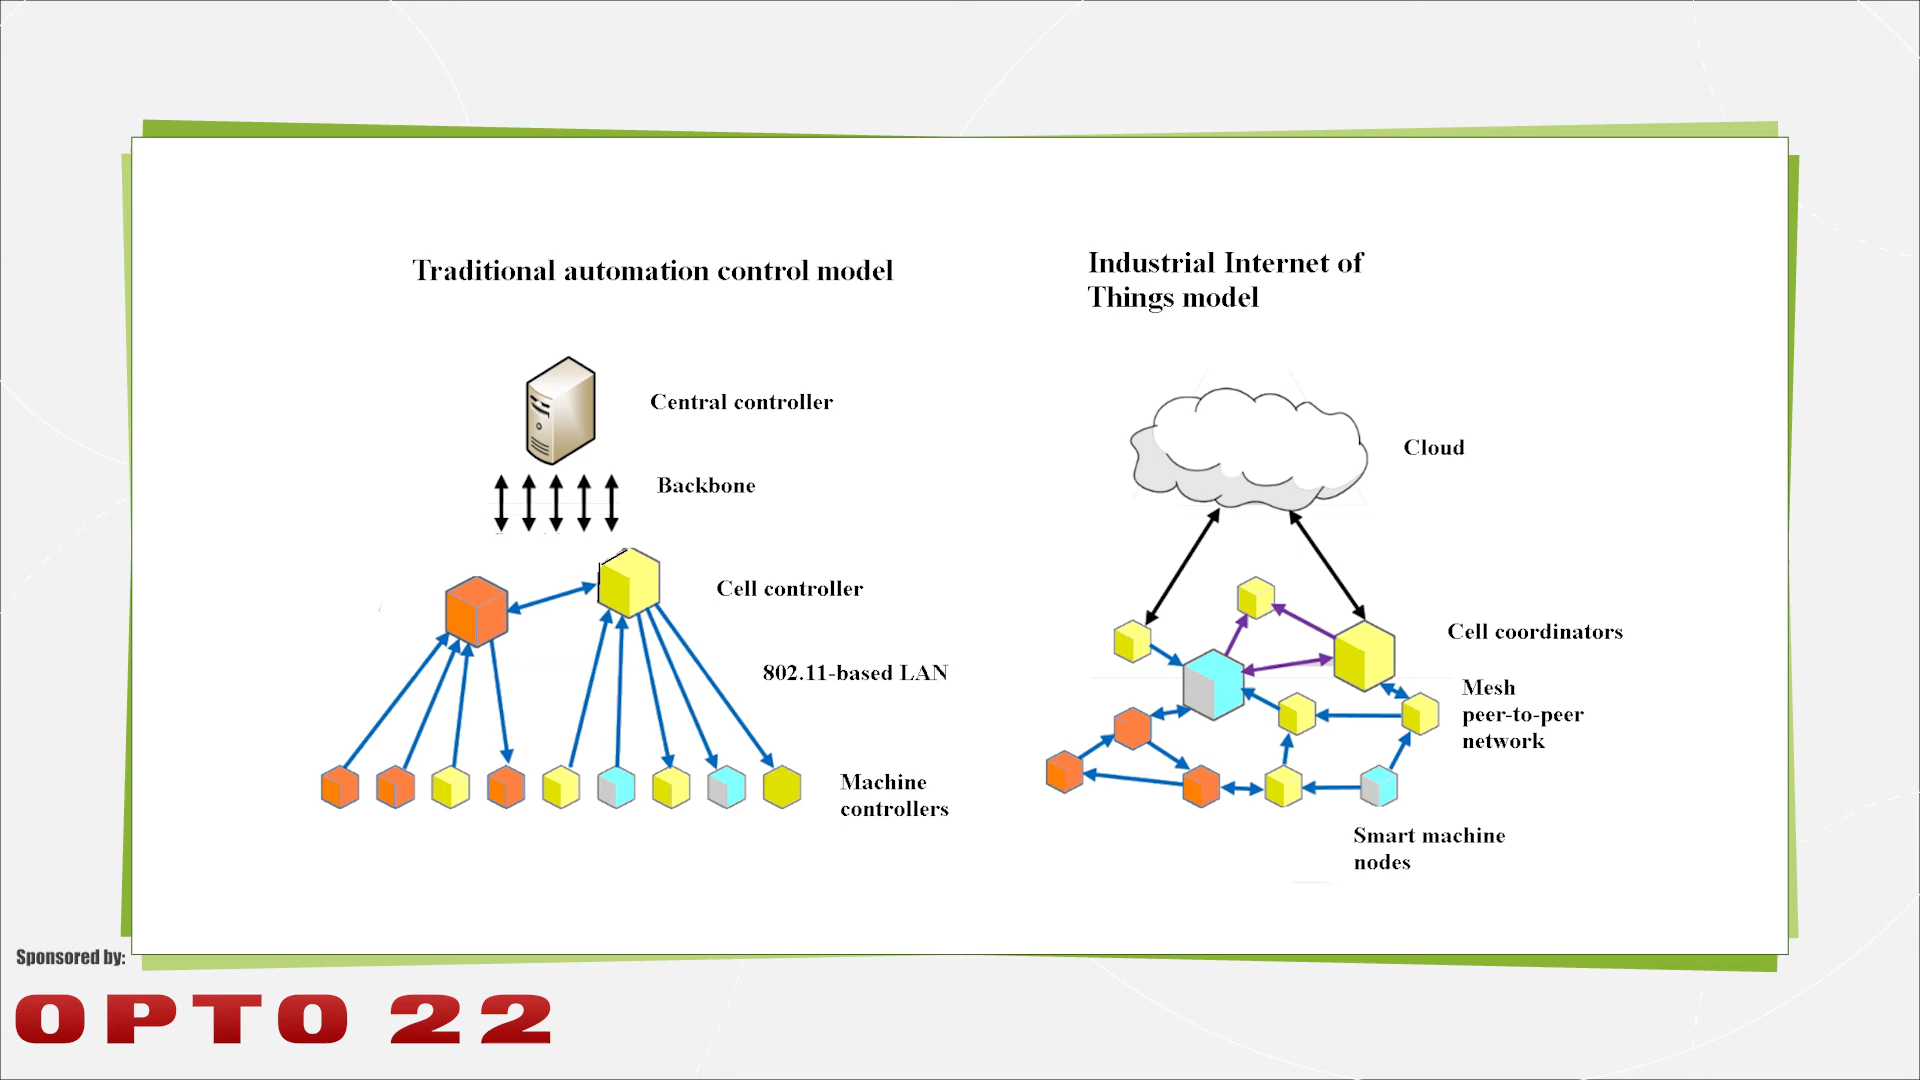 Traditional automation control model
Central controller
Backbone
Cell controller
802.11-based LAN
Machine
controllers
Industrial Internet of
Things model
Cloud
Cell coordinators
Mesh
peer-to-peer
network
Smart machine
nodes
Sponsored by:
OPTO 22